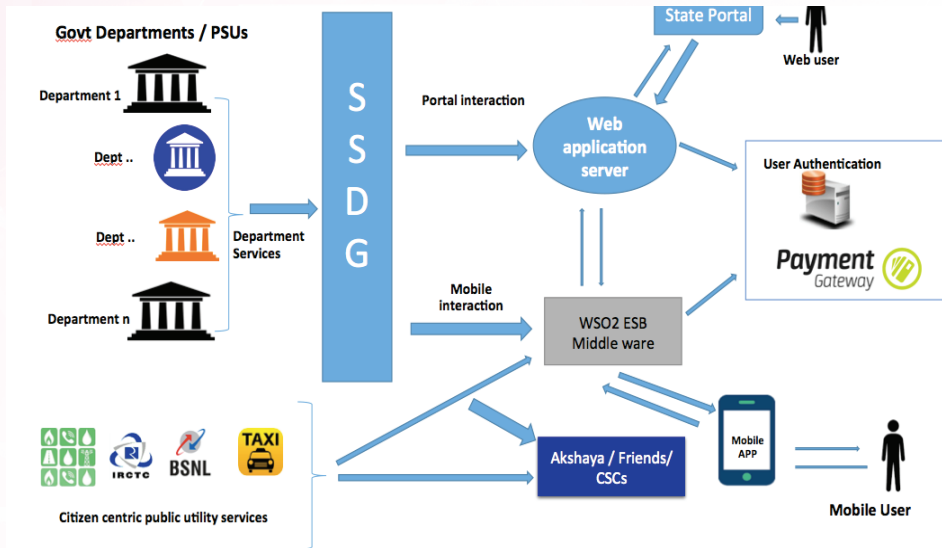 Govt Departments / PSUs
Department 1
Dept ..
Dept ..
Department n
Department
Services
S
S
D
G
Portal interaction
Mobile
interaction
State Portal
Web user
Web
application
server
User Authentication
Payment
Gateway
WSO2 ESB
Middle ware
Akshaya / Friends/
CSCs
Mobile
APP
Mobile User
IRCTC
BSNL
TAXI
Citizen centric public utility services